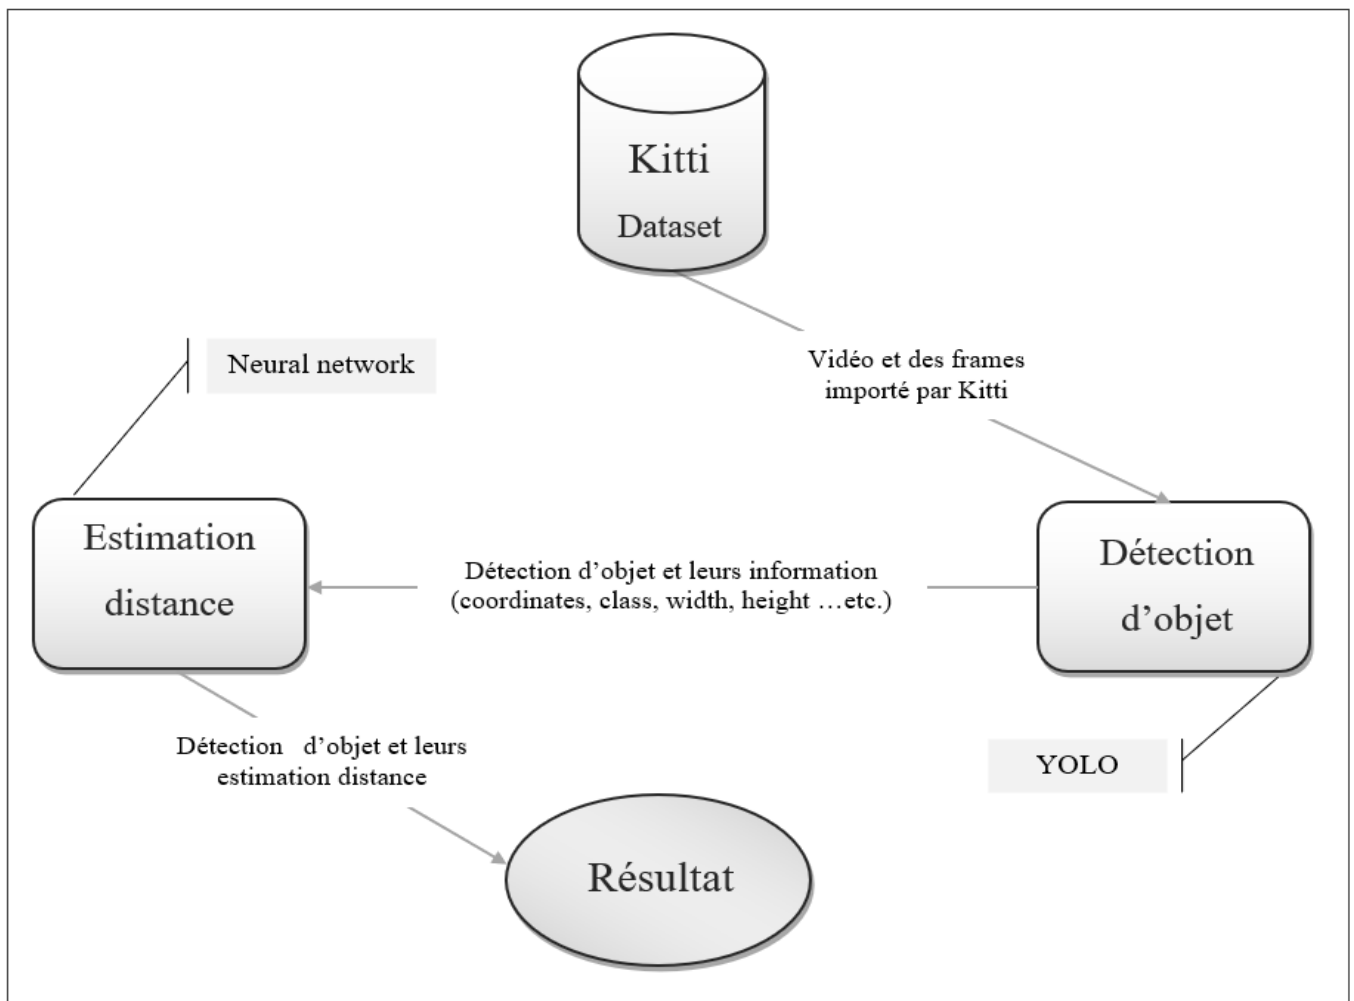 Kitti
Dataset
Vidéo et des frames
importé par Kitti
Neural network
Estimation
distance
Détection d’objet et leurs information
(coordinates, class, width, height …etc.)
Détection
d’objet
Détection d’objet et leurs
estimation distance
YOLO
Résultat